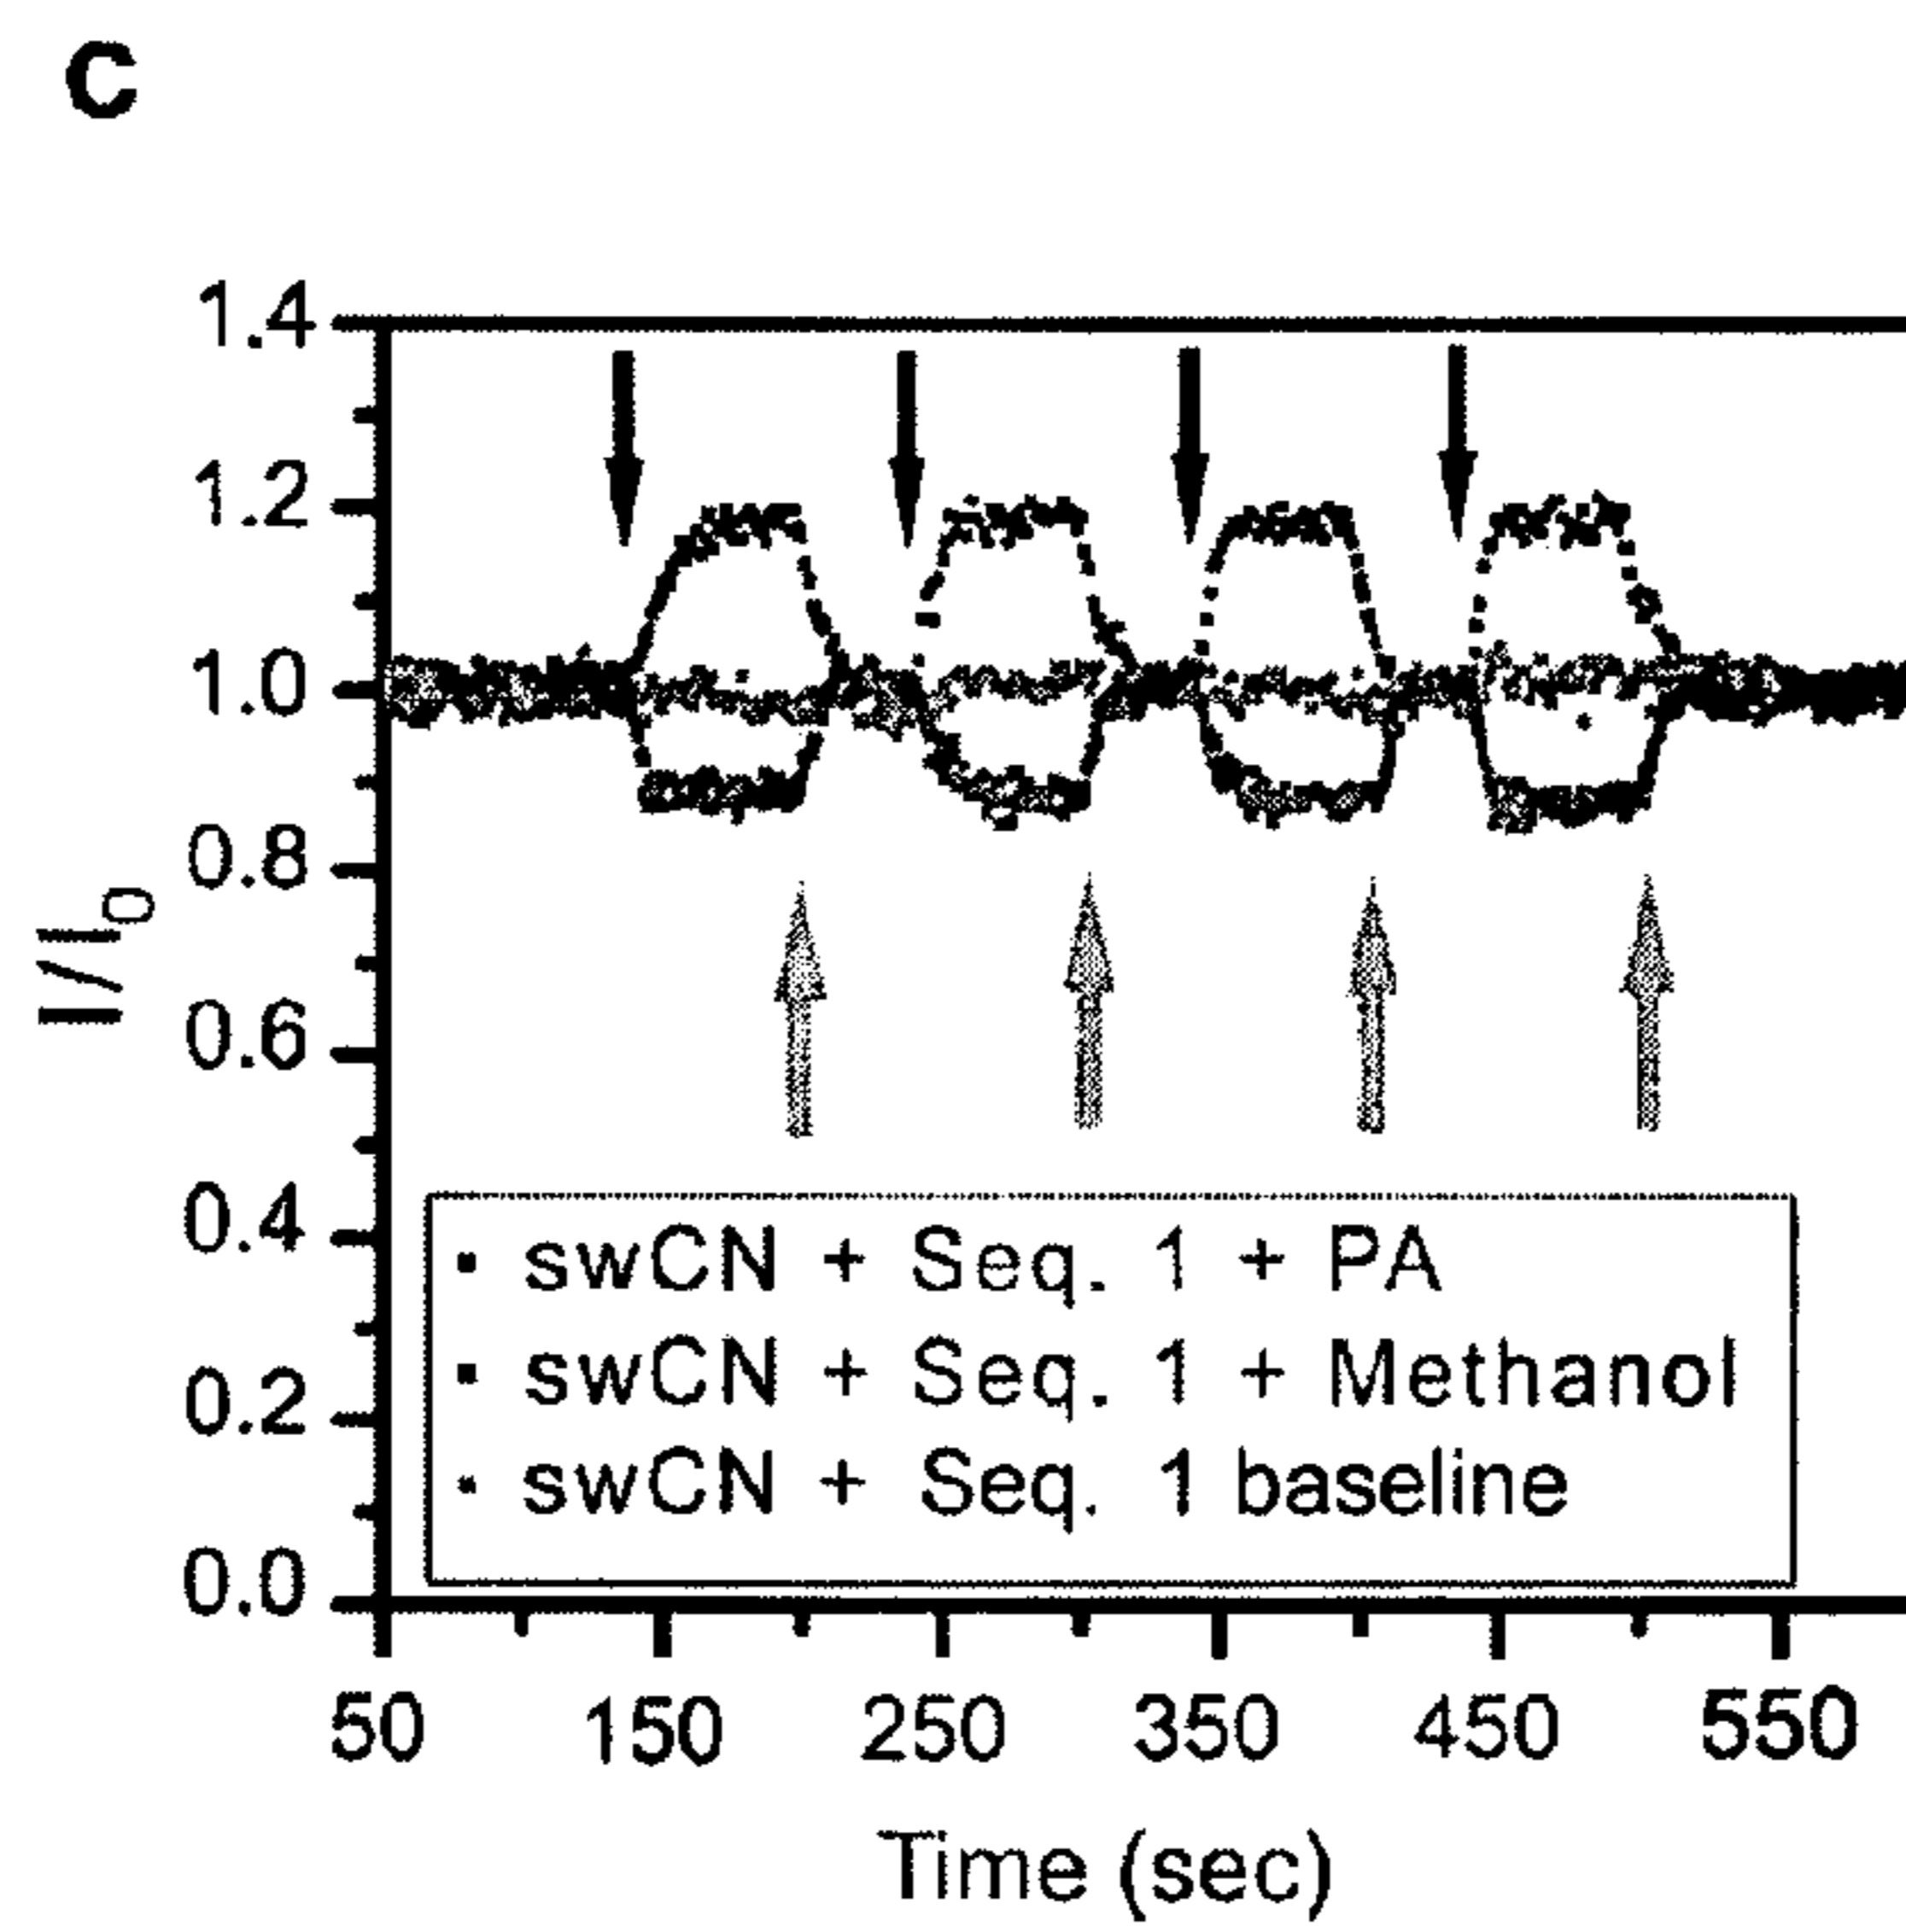 C
1.4
1.2
1.0
0.8
0.6
0.4
0.2
0.0
I/I0
swCN + Seq. 1 + PA
swCN + Seq. 1 + Methanol
swCN + Seq. 1 baseline
50 150 250 350 450 550
Time (sec)